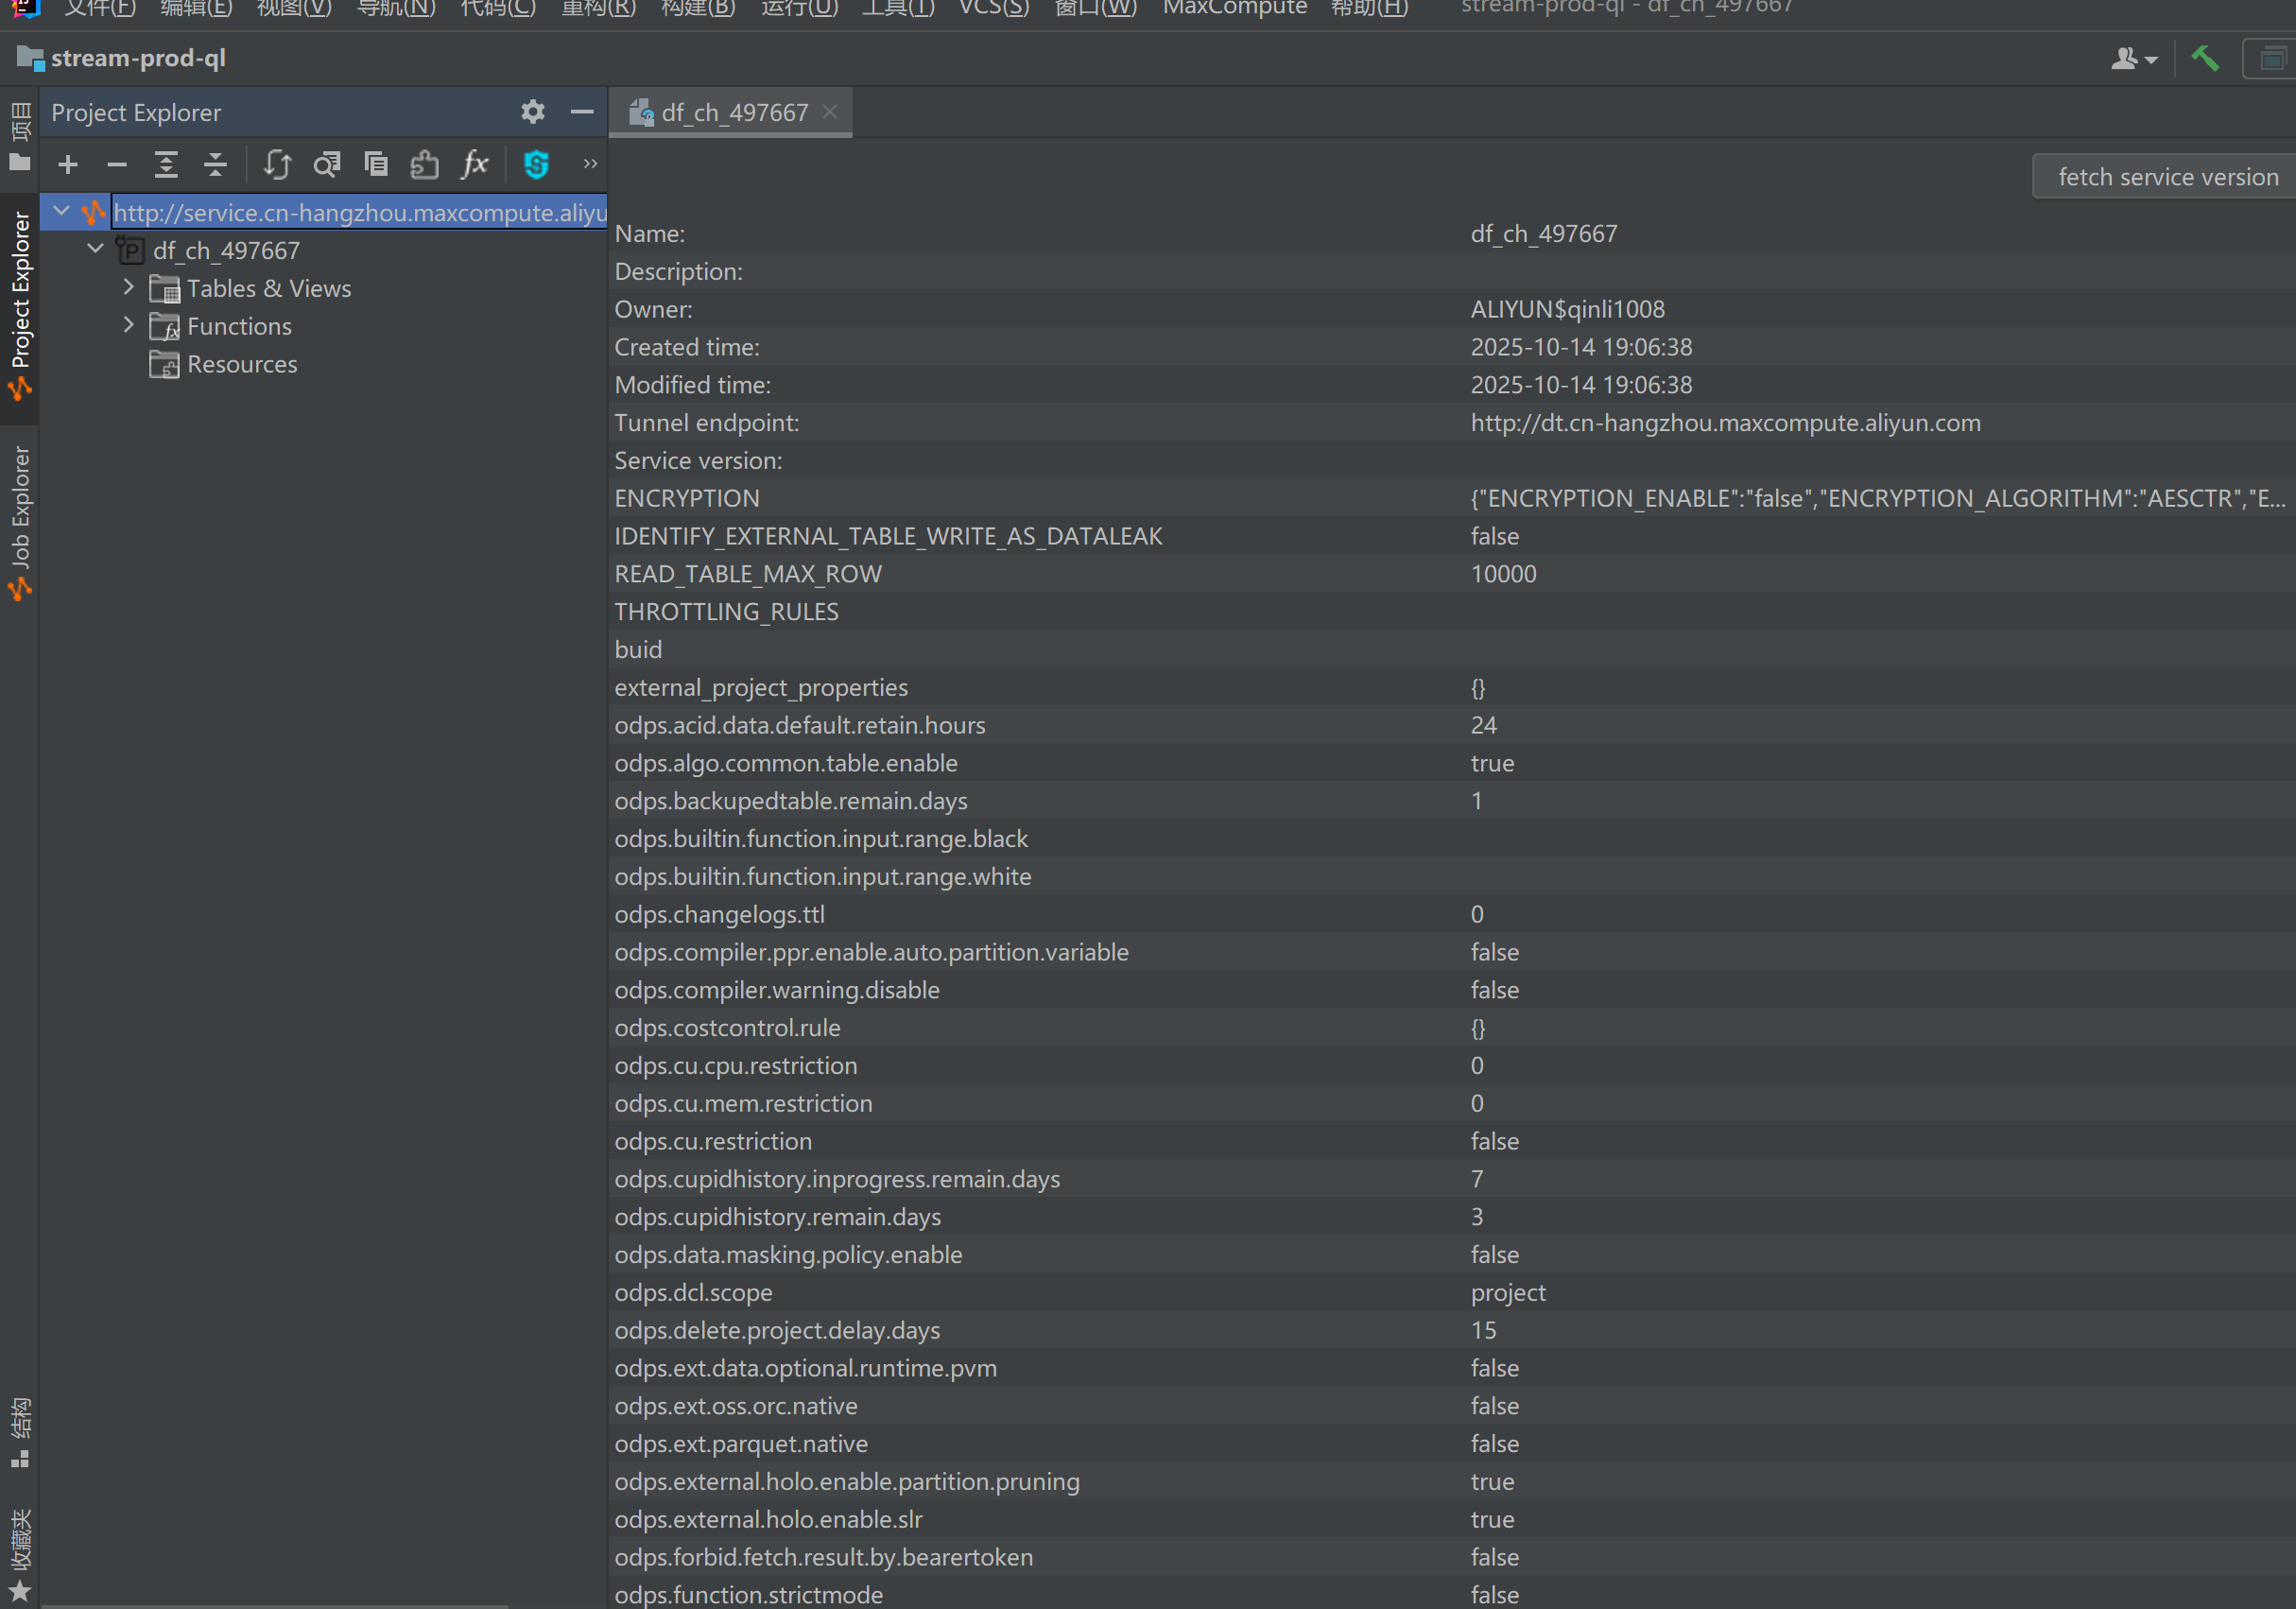 文件(F) 编辑(E) 视图(V) 导航(N) 代码(C) 重构(R) 构建(B) 运行(U) 工具(T) VCS(S) 窗口(W) MaxCompute 帮助(H) stream-prod-ql - df_ch_497667
stream-prod-ql
项目
Project Explorer
Job Explorer
结构
收藏夹
Project Explorer
fx
»
http://service.cn-hangzhou.maxcompute.aliyu
df_ch_497667
Tables & Views
Functions
Resources
df_ch_497667
fetch service version
Name: df_ch_497667
Description:
Owner: ALIYUN$qinli1008
Created time: 2025-10-14 19:06:38
Modified time: 2025-10-14 19:06:38
Tunnel endpoint: http://dt.cn-hangzhou.maxcompute.aliyun.com
Service version:
ENCRYPTION {"ENCRYPTION_ENABLE":"false","ENCRYPTION_ALGORITHM":"AESCTR","E...
IDENTIFY_EXTERNAL_TABLE_WRITE_AS_DATALEAK false
READ_TABLE_MAX_ROW 10000
THROTTLING_RULES
buid
external_project_properties {}
odps.acid.data.default.retain.hours 24
odps.algo.common.table.enable true
odps.backupedtable.remain.days 1
odps.builtin.function.input.range.black
odps.builtin.function.input.range.white
odps.changelogs.ttl 0
odps.compiler.ppr.enable.auto.partition.variable false
odps.compiler.warning.disable false
odps.costcontrol.rule {}
odps.cu.cpu.restriction 0
odps.cu.mem.restriction 0
odps.cu.restriction false
odps.cupidhistory.inprogress.remain.days 7
odps.cupidhistory.remain.days 3
odps.data.masking.policy.enable false
odps.dcl.scope project
odps.delete.project.delay.days 15
odps.ext.data.optional.runtime.pvm false
odps.ext.oss.orc.native false
odps.ext.parquet.native false
odps.external.holo.enable.partition.pruning true
odps.external.holo.enable.slr true
odps.forbid.fetch.result.by.bearertoken false
odps.function.strictmode false